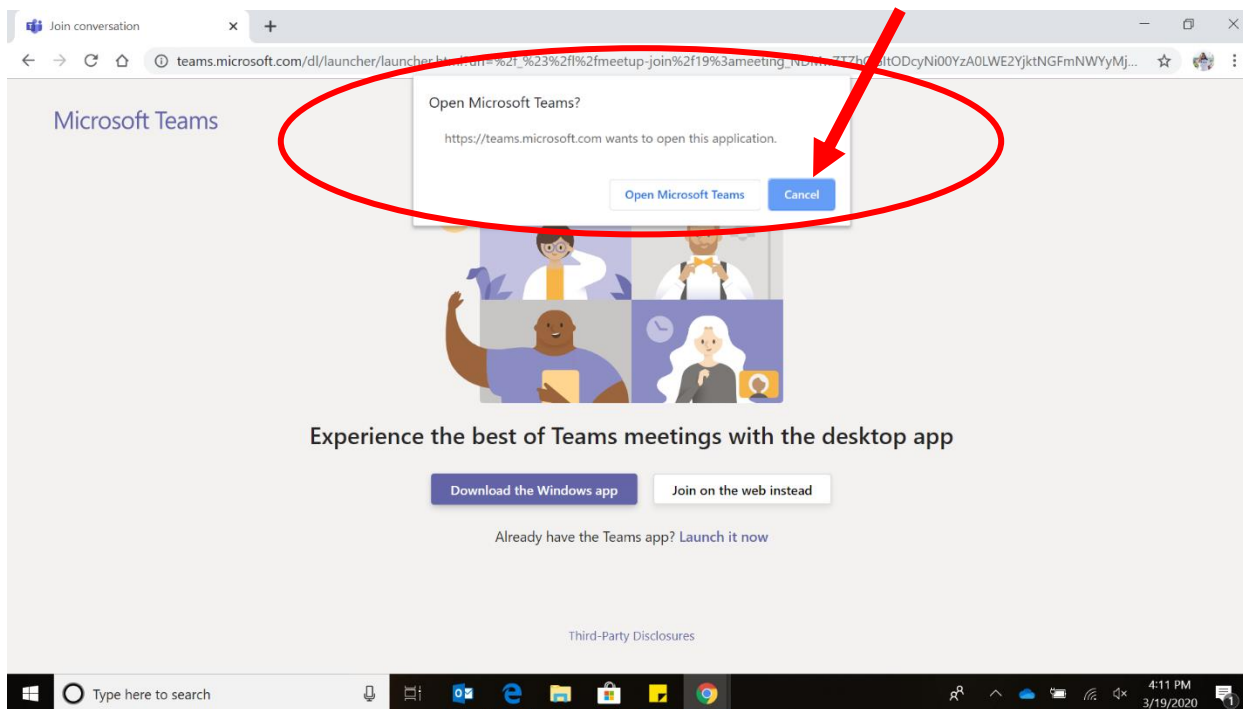 Join conversation
teams.microsoft.com/dl/launcher/launcher.html?url=%2f_%23%2fl%2fmeetup-join%2f19%3ameeting_
Microsoft Teams
Open Microsoft Teams?
https://teams.microsoft.com wants to open this application.
Open Microsoft Teams
Cancel
Experience the best of Teams meetings with the desktop app
Download the Windows app
Join on the web instead
Already have the Teams app? Launch it now
Third-Party Disclosures
Type here to search
4:11 PM
3/19/2020
1